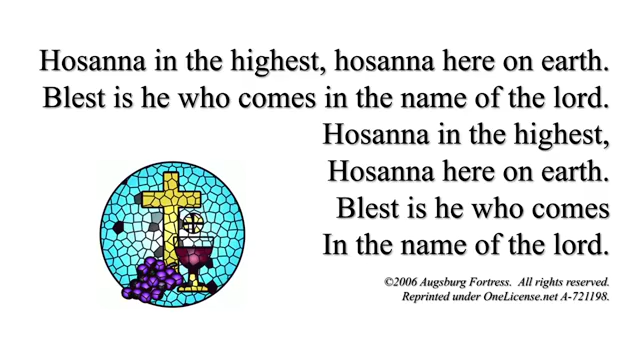 Hosanna in the highest, hosanna here on earth.
Blest is he who comes in the name of the lord.
Hosanna in the highest,
Hosanna here on earth.
Blest is he who comes
In the name of the lord.
©2006 Augsburg Fortress. All rights reserved.
Reprinted under OneLicense.net A-721198.